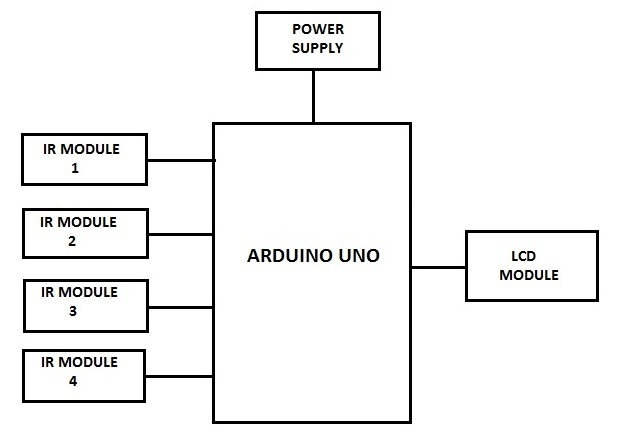 POWER
SUPPLY
IR MODULE
1
IR MODULE
2
IR MODULE
3
IR MODULE
4
ARDUINO UNO
LCD
MODULE